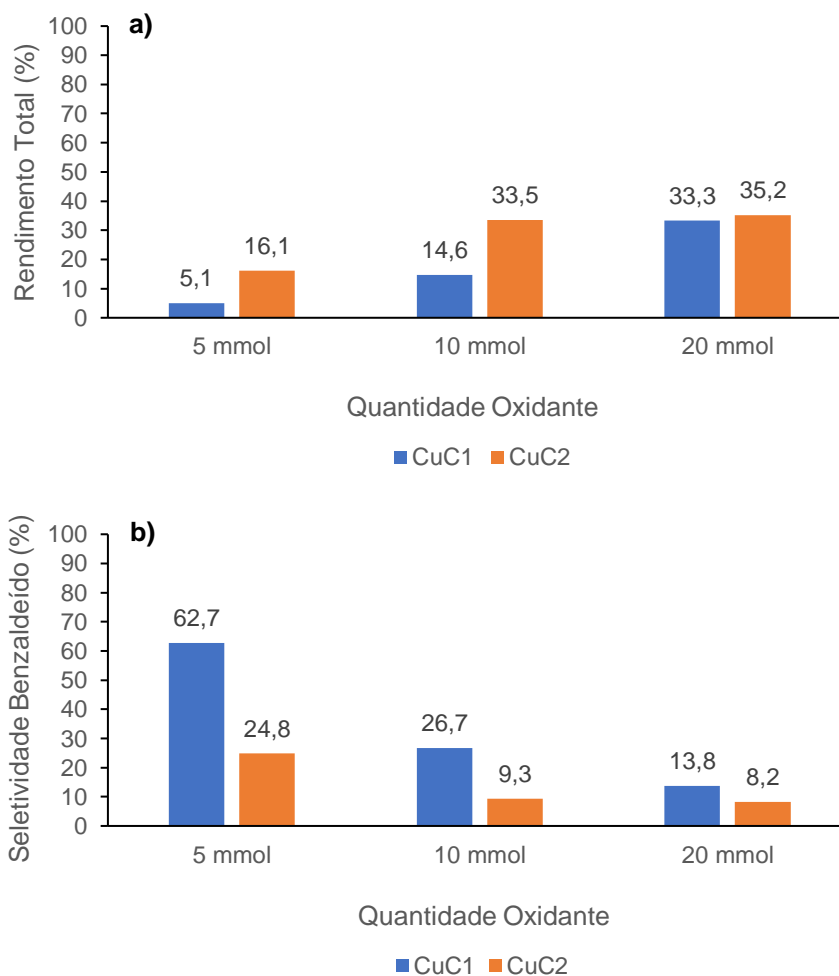 a)
Rendimento Total (%)
100
90
80
70
60
50
40
30
20
10
0
5,1
16,1
14,6
33,5
33,3
35,2
5 mmol
10 mmol
20 mmol
Quantidade Oxidante
CuC1 CuC2
b)
Seletividade Benzaldeído (%)
100
90
80
70
60
50
40
30
20
10
0
62,7
24,8
26,7
9,3
13,8
8,2
5 mmol
10 mmol
20 mmol
Quantidade Oxidante
CuC1 CuC2